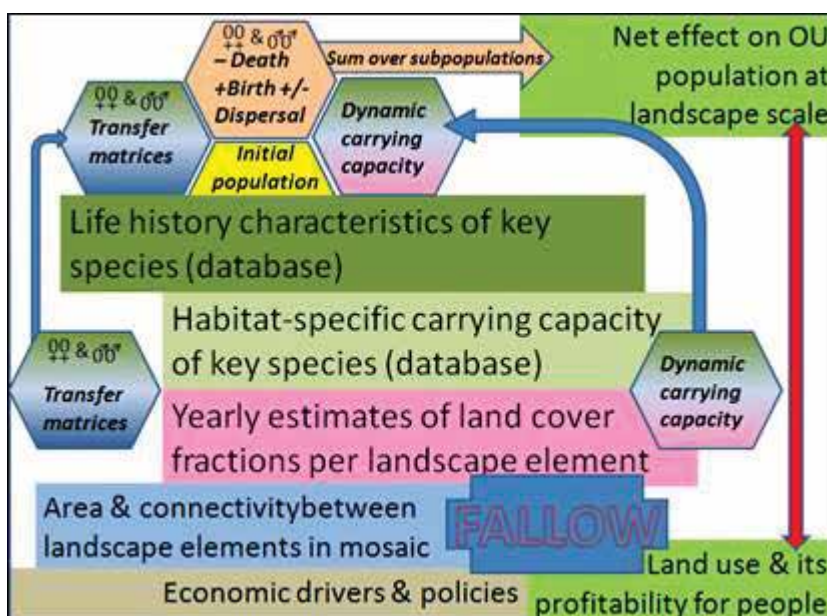 ♀♀ & ♂♂
– Death
+Birth +/-
Dispersal
Sum over subpopulations
Net effect on OU
population at
landscape scale
♀♀ & ♂♂
Transfer
matrices
Initial
population
Dynamic
carrying
capacity
Life history characteristics of key
species (database)
Habitat-specific carrying capacity
of key species (database)
♀♀ & ♂♂
Transfer
matrices
Dynamic
carrying
capacity
Yearly estimates of land cover
fractions per landscape element
Area & connectivitybetween
landscape elements in mosaic
FALLOW
Economic drivers & policies
Land use & its
profitability for people